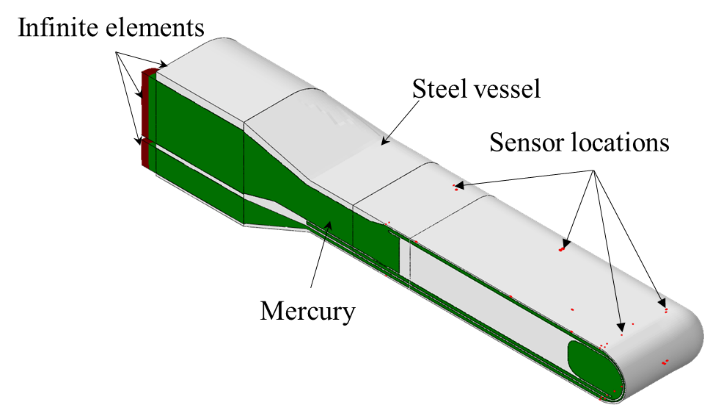 Infinite elements
Steel vessel
Sensor locations
Mercury